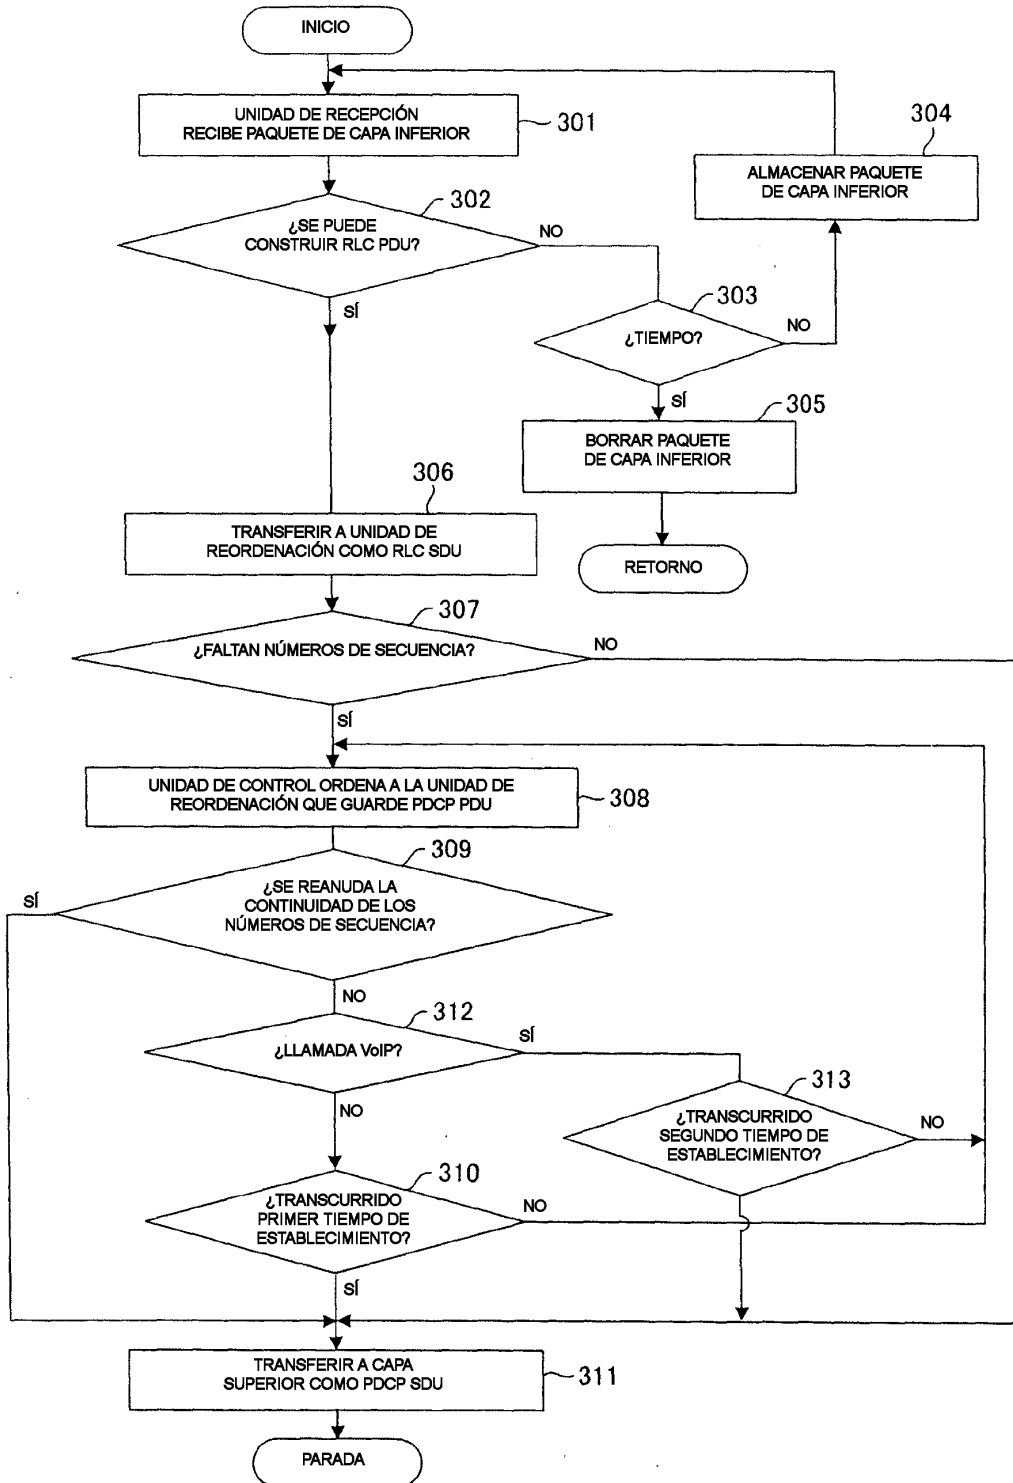 INICIO
UNIDAD DE RECEPCIÓN
RECIBE PAQUETE DE CAPA INFERIOR
301
304
ALMACENAR PAQUETE
DE CAPA INFERIOR
302
¿SE PUEDE
CONSTRUIR RLC PDU?
NO
SÍ
303
¿TIEMPO?
NO
SÍ
305
BORRAR PAQUETE
DE CAPA INFERIOR
RETORNO
306
TRANSFERIR A UNIDAD DE
REORDENACIÓN COMO RLC SDU
307
¿FALTAN NÚMEROS DE SECUENCIA?
NO
SÍ
UNIDAD DE CONTROL ORDENA A LA UNIDAD DE
REORDENACIÓN QUE GUARDE PDCP PDU
308
309
¿SE REANUDA LA
CONTINUIDAD DE LOS
NÚMEROS DE SECUENCIA?
SÍ
NO
312
¿LLAMADA VoIP?
SÍ
NO
313
¿TRANSCURRIDO
SEGUNDO TIEMPO DE
ESTABLECIMIENTO?
NO
SÍ
310
¿TRANSCURRIDO
PRIMER TIEMPO DE
ESTABLECIMIENTO?
NO
SÍ
TRANSFERIR A CAPA
SUPERIOR COMO PDCP SDU
311
PARADA